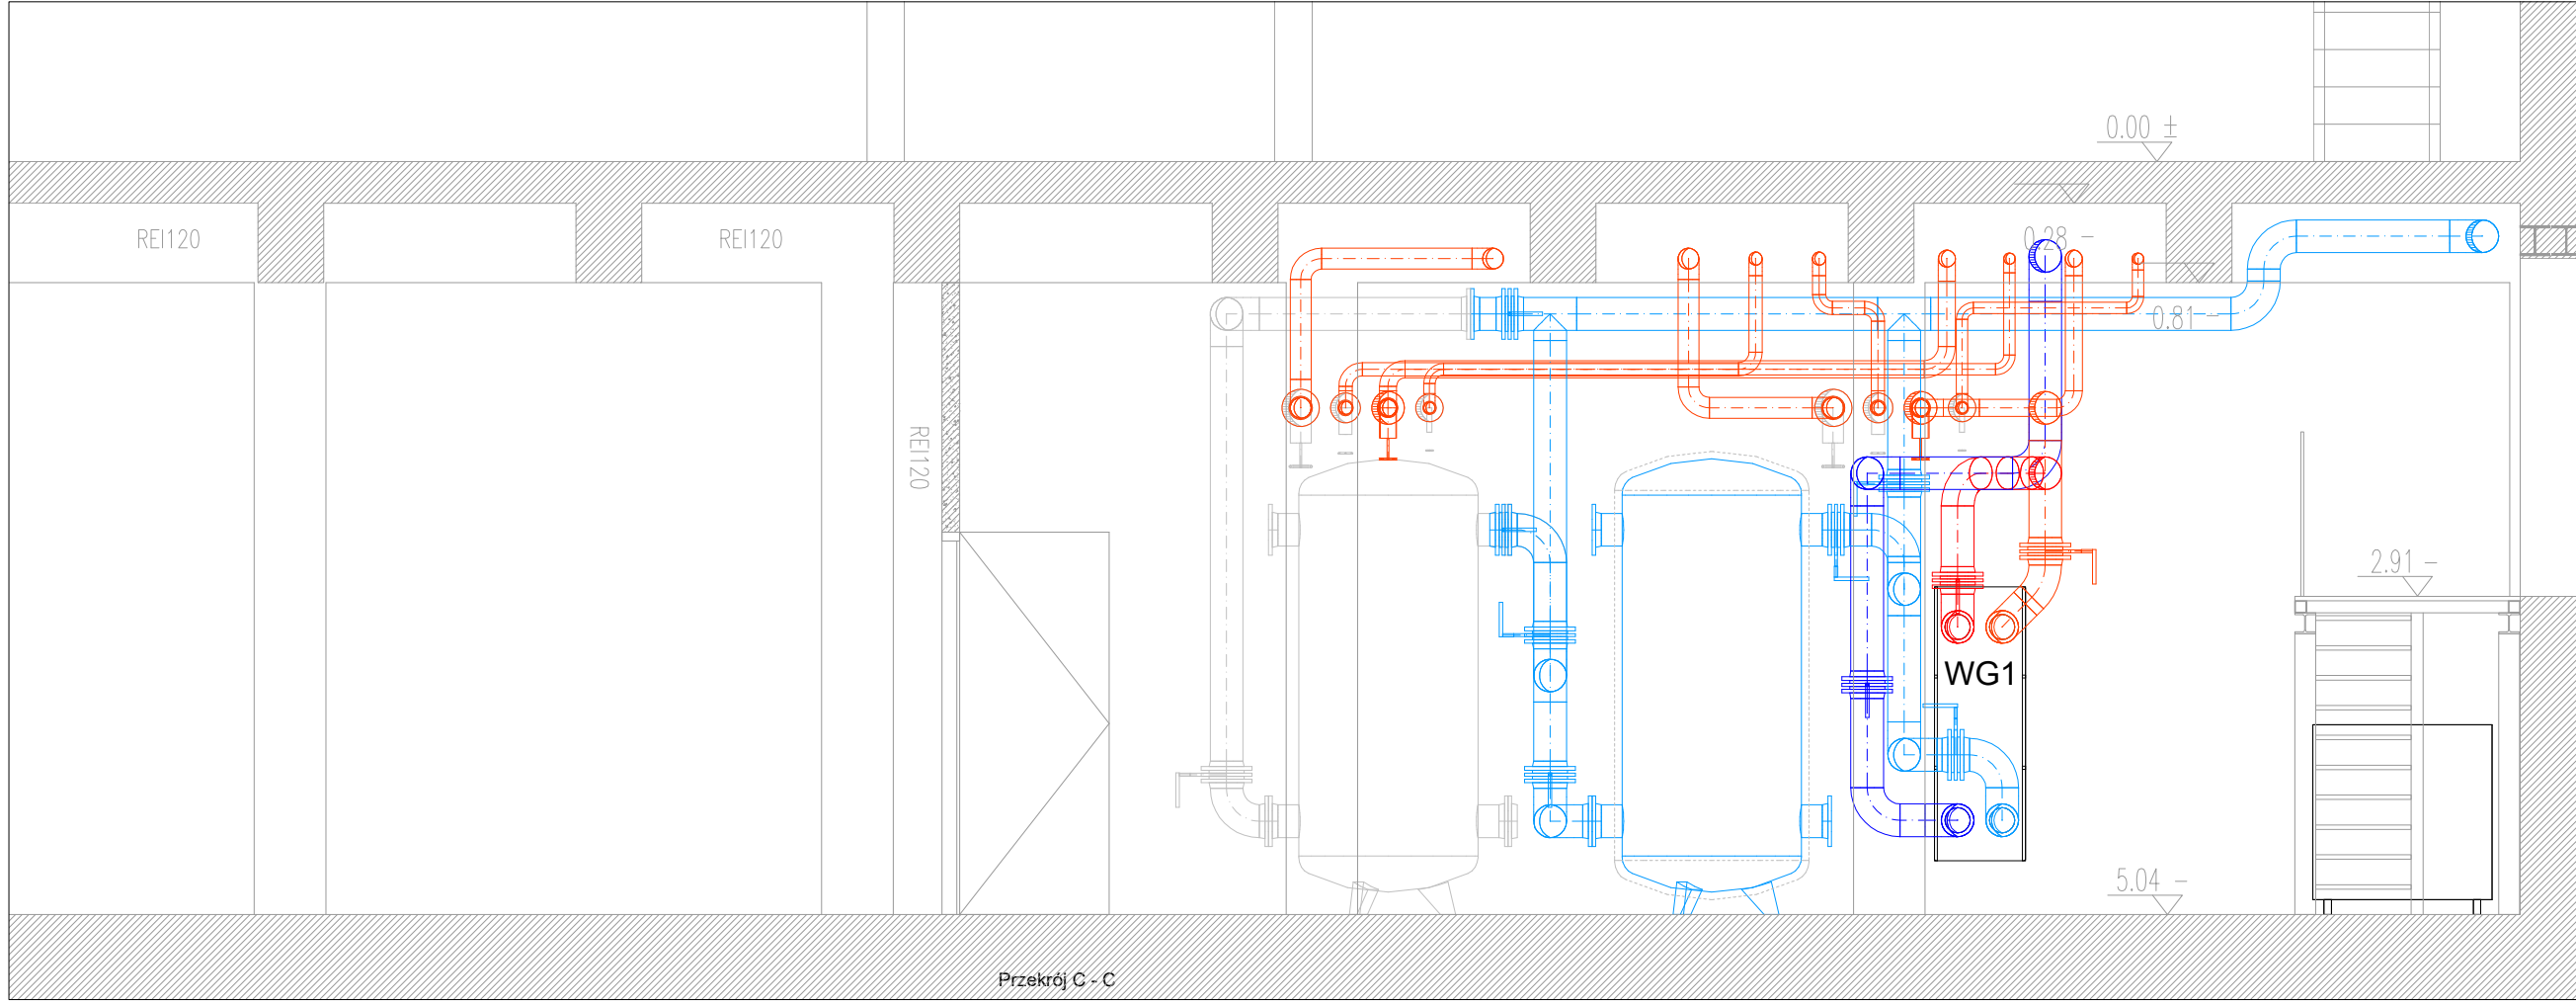 0.00 ±
REI120
REI120
0.28 -
0.81 -
REI120
2.91 -
WG1
5.04 -
Przekrój C - C